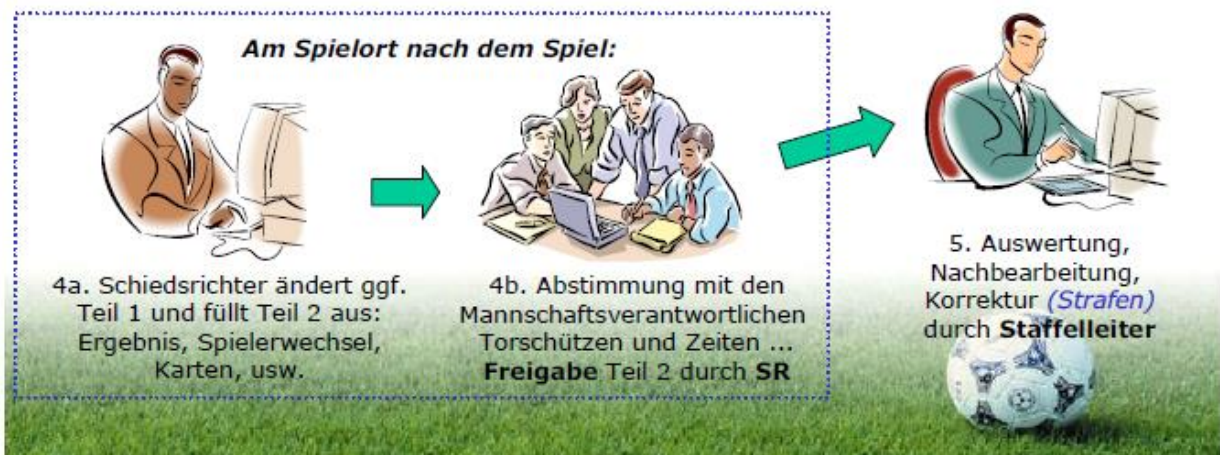 Am Spielort nach dem Spiel:
4a. Schiedsrichter ändert ggf.
Teil 1 und füllt Teil 2 aus:
Ergebnis, Spielerwechsel,
Karten, usw.
4b. Abstimmung mit den
Mannschaftsverantwortlichen
Torschützen und Zeiten ...
Freigabe Teil 2 durch SR
5. Auswertung,
Nachbearbeitung,
Korrektur (Strafen)
durch Staffelleiter